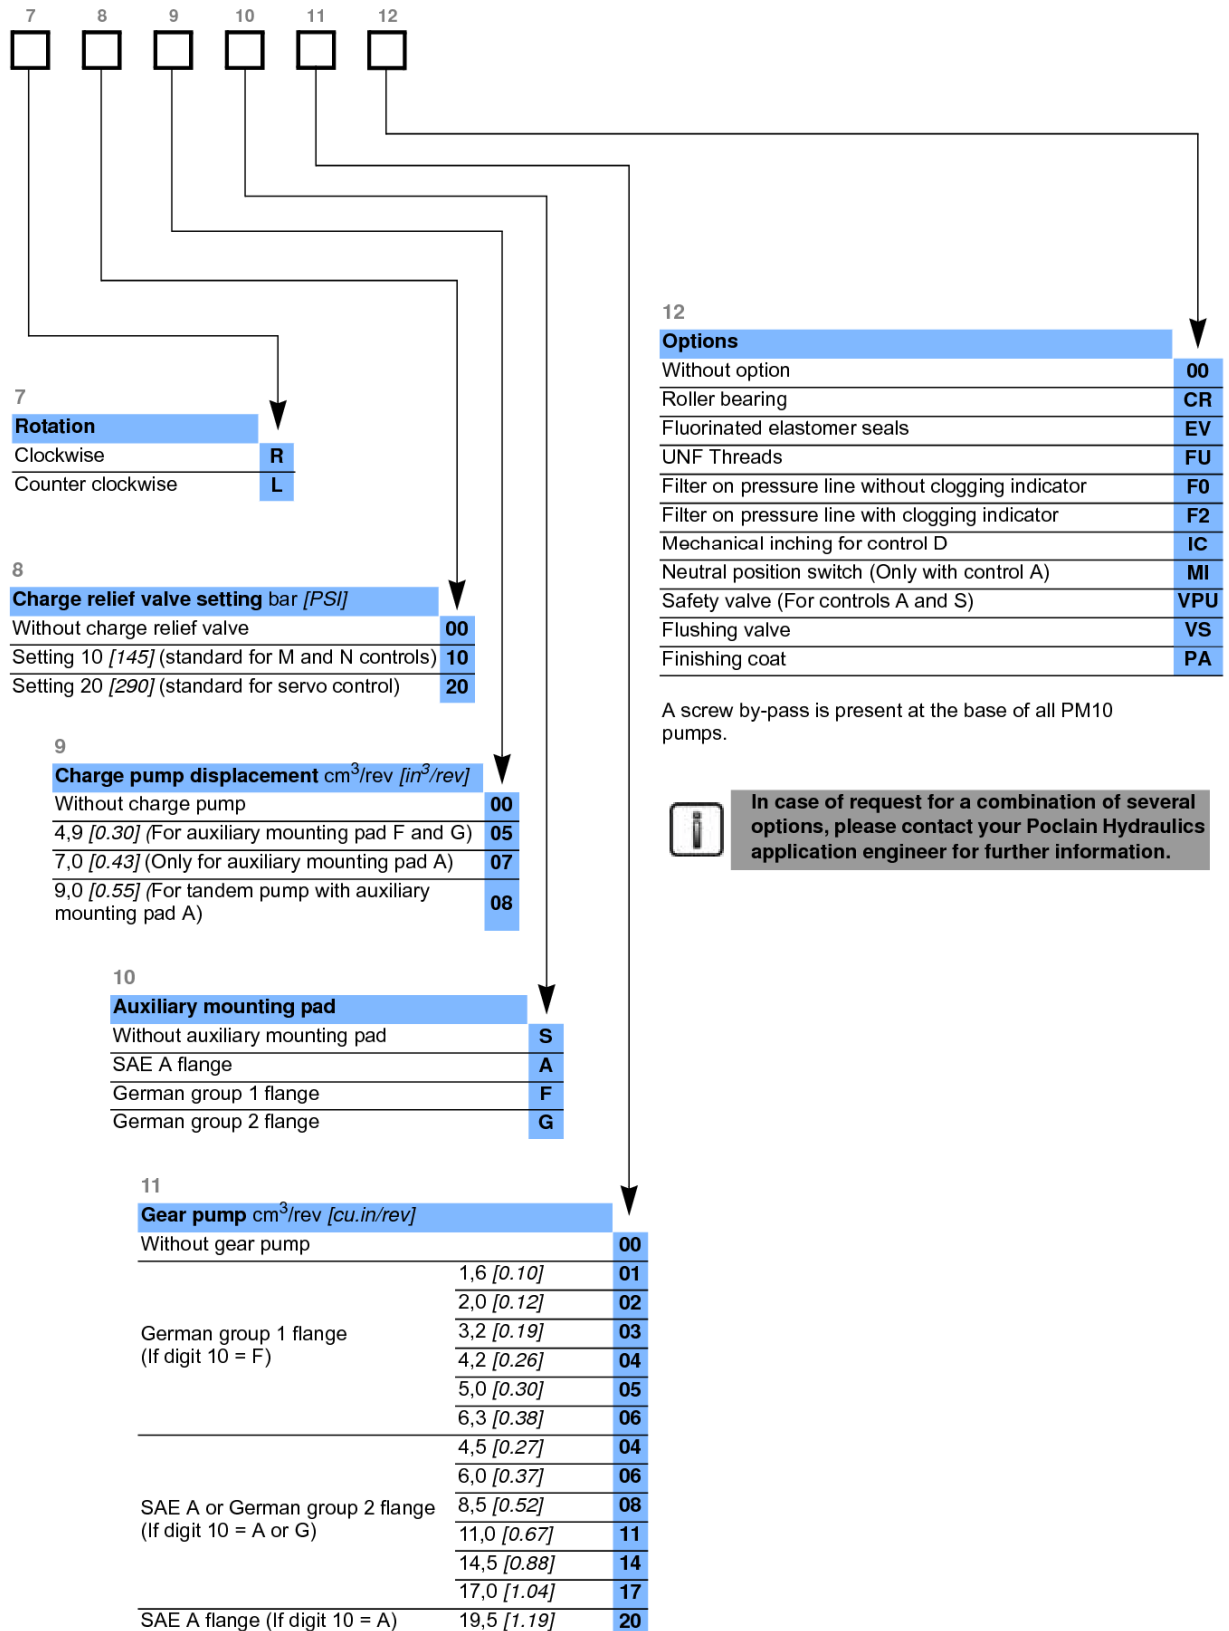 7 8 9 10 11 12
7
Rotation
Clockwise R
Counter clockwise L
8
Charge relief valve setting bar [PSI]
Without charge relief valve 00
Setting 10 [145] (standard for M and N controls) 10
Setting 20 [290] (standard for servo control) 20
9
Charge pump displacement cm³/rev [in³/rev]
Without charge pump 00
4,9 [0.30] (For auxiliary mounting pad F and G) 05
7,0 [0.43] (Only for auxiliary mounting pad A) 07
9,0 [0.55] (For tandem pump with auxiliary
mounting pad A) 08
10
Auxiliary mounting pad
Without auxiliary mounting pad S
SAE A flange A
German group 1 flange F
German group 2 flange G
11
Gear pump cm³/rev [cu.in/rev]
Without gear pump 00
1,6 [0.10] 01
2,0 [0.12] 02
German group 1 flange 3,2 [0.19] 03
(If digit 10 = F) 4,2 [0.26] 04
5,0 [0.30] 05
6,3 [0.38] 06
4,5 [0.27] 04
6,0 [0.37] 06
SAE A or German group 2 flange 8,5 [0.52] 08
(If digit 10 = A or G) 11,0 [0.67] 11
14,5 [0.88] 14
17,0 [1.04] 17
SAE A flange (If digit 10 = A) 19,5 [1.19] 20
12
Options
Without option 00
Roller bearing CR
Fluorinated elastomer seals EV
UNF Threads FU
Filter on pressure line without clogging indicator F0
Filter on pressure line with clogging indicator F2
Mechanical inching for control D IC
Neutral position switch (Only with control A) MI
Safety valve (For controls A and S) VPU
Flushing valve VS
Finishing coat PA
A screw by-pass is present at the base of all PM10
pumps.
i
In case of request for a combination of several
options, please contact your Poclain Hydraulics
application engineer for further information.